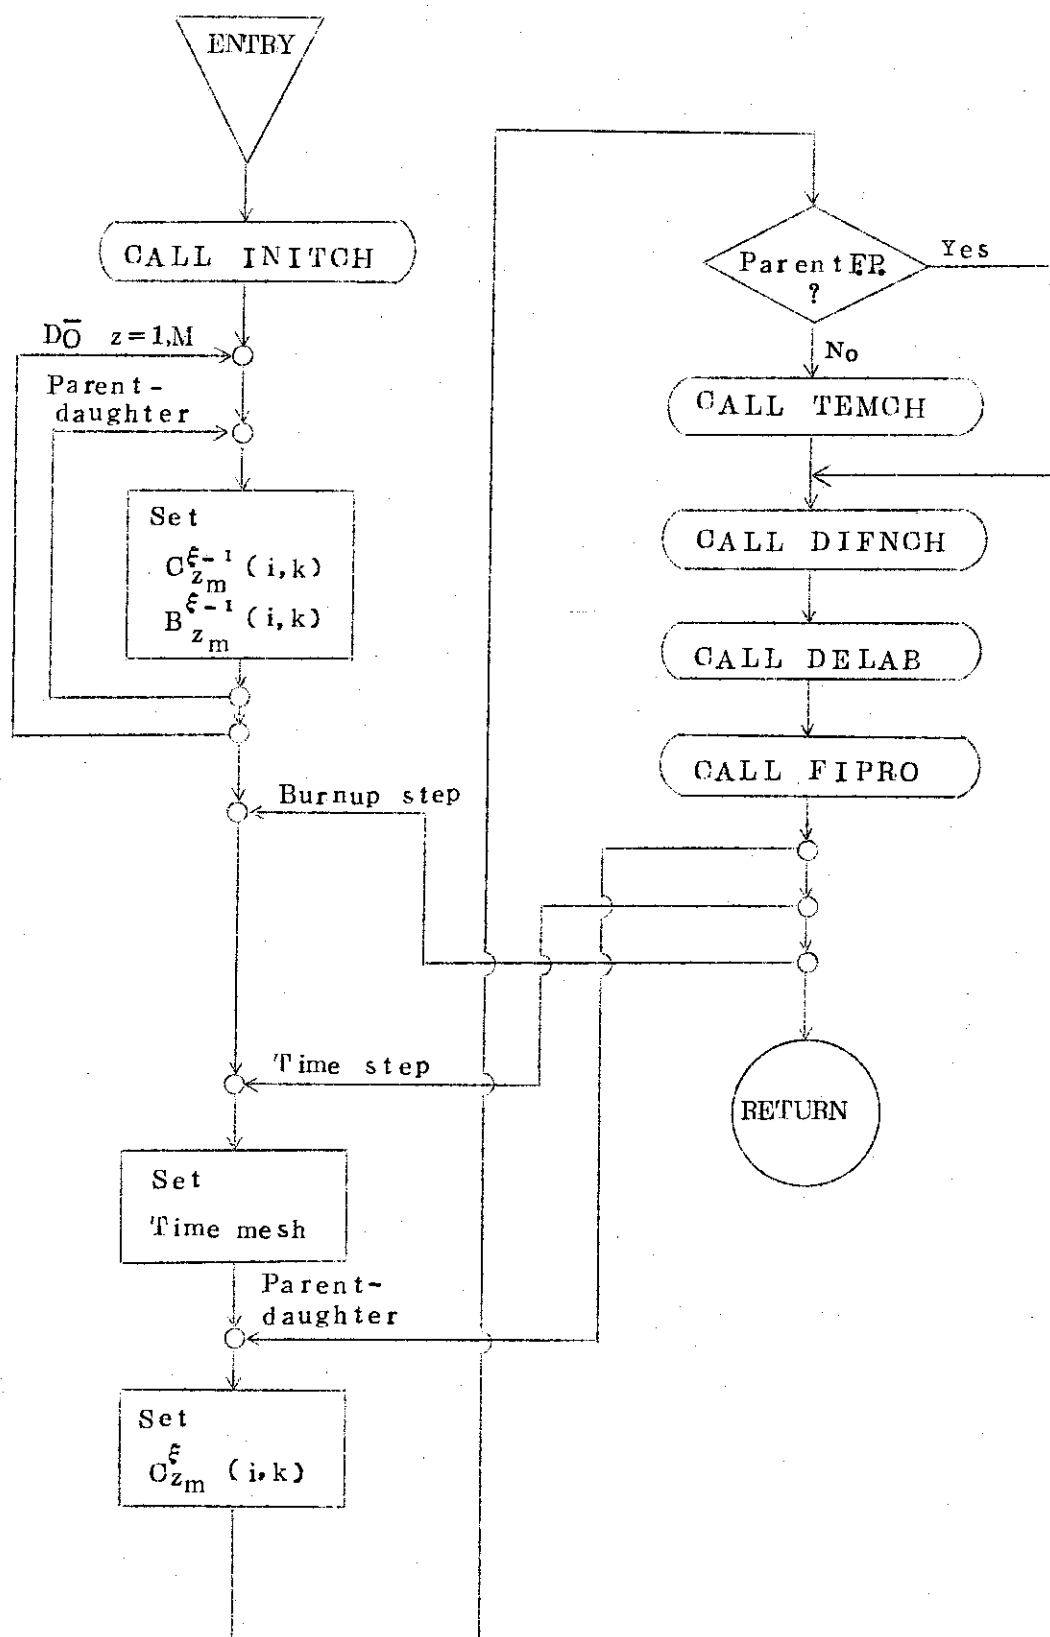 ENTRY
CALL INITCH
DO z=1,M
Parent-
daughter
Set
C^{ξ-1}_{z_m} (i,k)
B^{ξ-1}_{z_m} (i,k)
Burnup step
Time step
Set
Time mesh
Parent-
daughter
Set
C^{ξ}_{z_m} (i,k)
Parent F.P.
?
Yes
No
CALL TEMCH
CALL DIFNCH
CALL DELAB
CALL FIPRO
RETURN